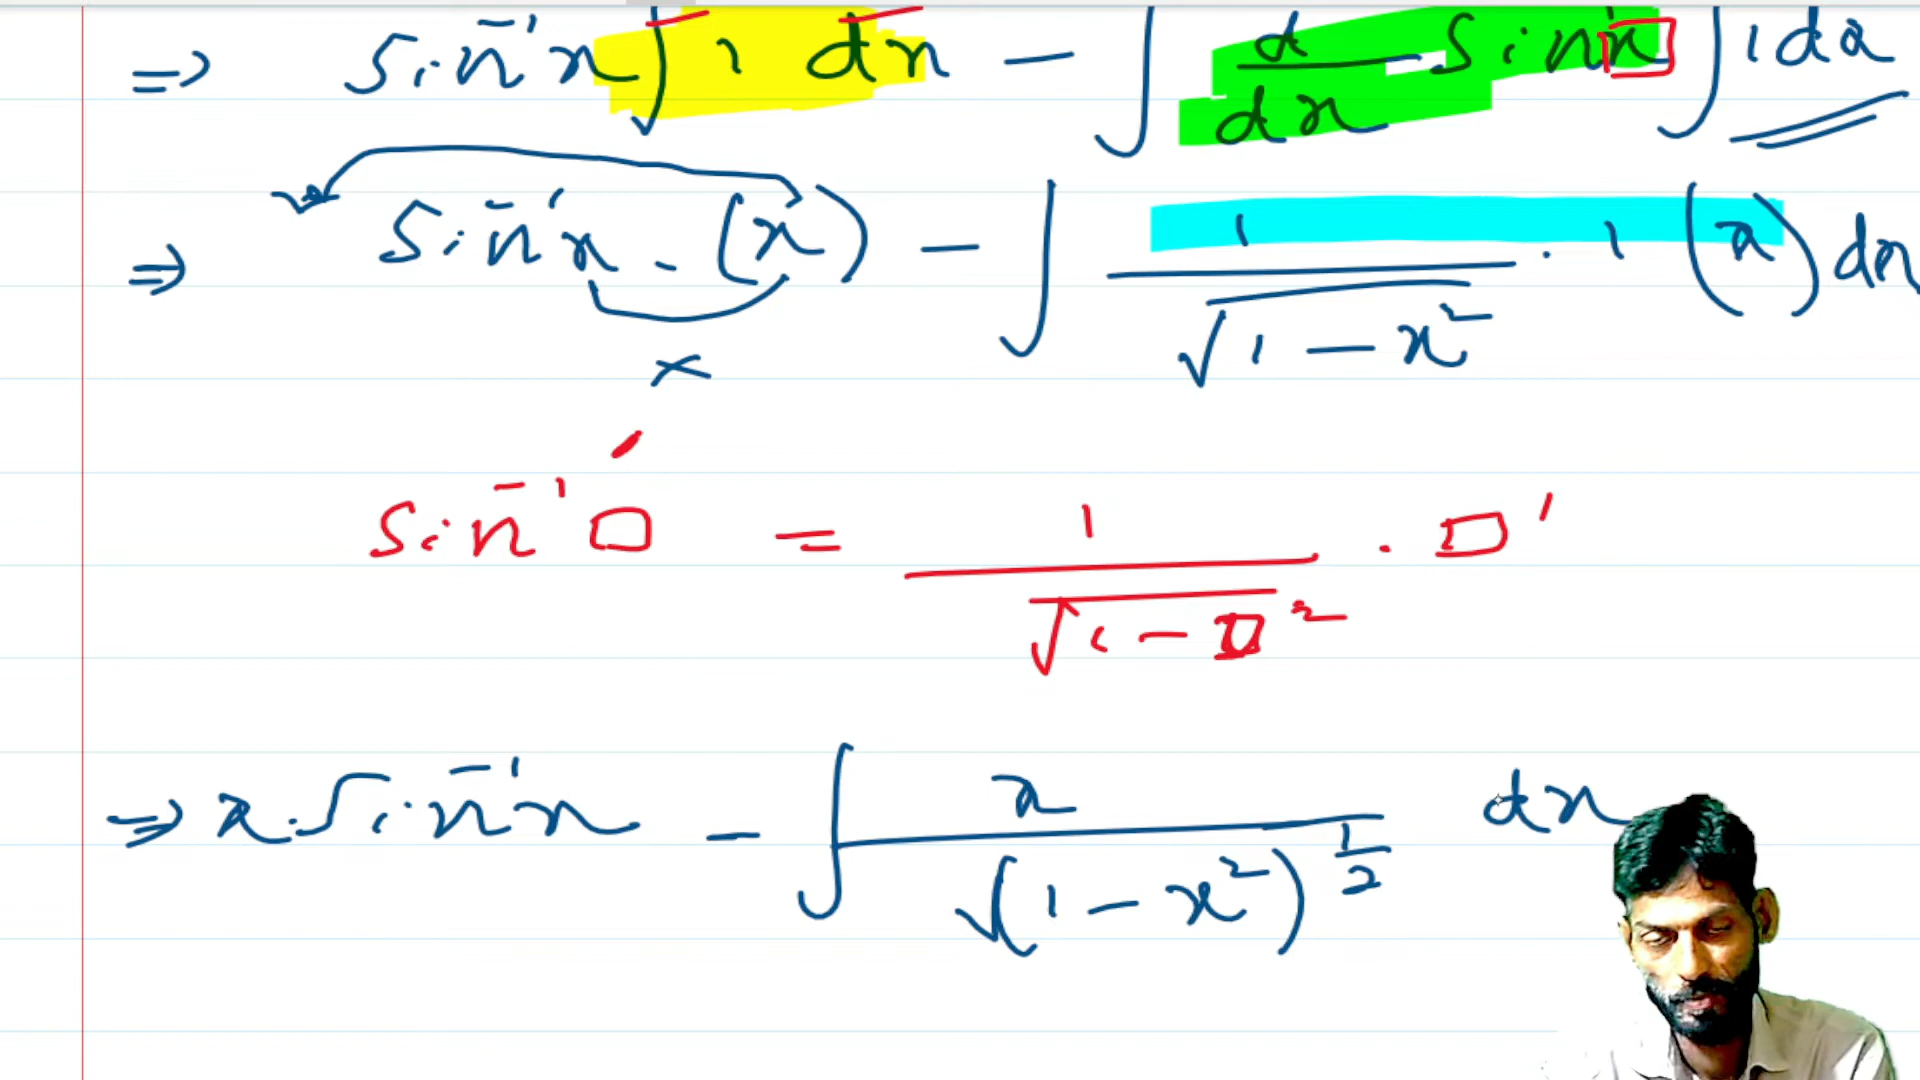 ⇒ Sin⁻¹x ∫ 1 dx − ∫ d/dx Sin⁻¹x ∫ 1 dx
⇒ Sin⁻¹x . (x) − ∫ 1/√(1 − x²) . 1 (x) dx
×
Sin⁻¹ □ ′ = 1/√(1 − □²) . □′
⇒ x . Sin⁻¹x − ∫ x/√(1 − x²)^(1/2) dx